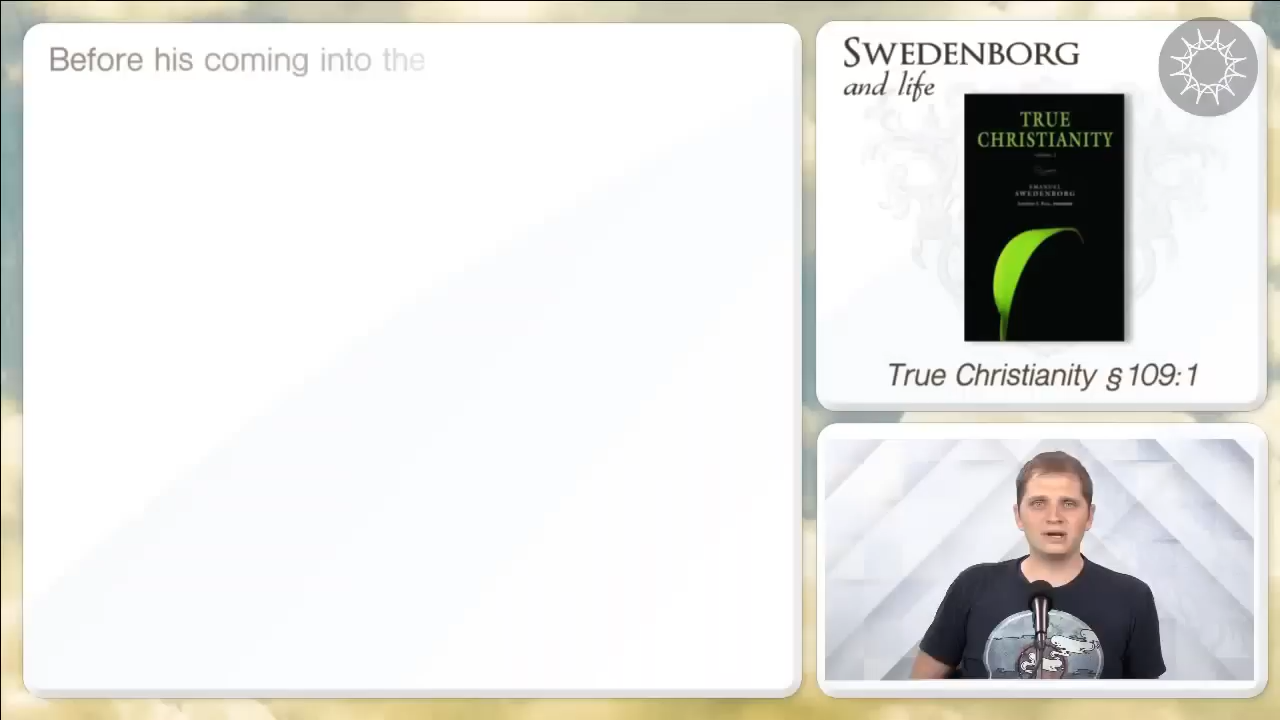 Before his coming into the
SWEDENBORG
and life
TRUE
CHRISTIANITY
EMANUEL
SWEDENBORG
True Christianity § 109:1